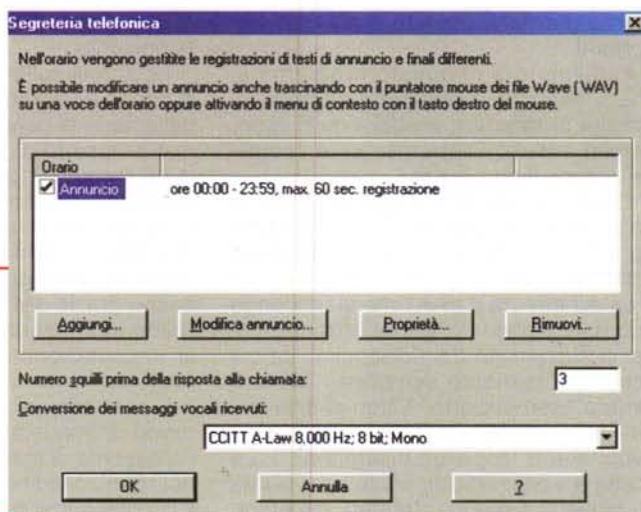 Segreteria telefonica
Nell'orario vengono gestitite le registrazioni di testi di annuncio e finali differenti.
È possibile modificare un annuncio anche trascinando con il puntatore mouse dei file Wave (WAV)
su una voce dell'orario oppure attivando il menu di contesto con il tasto destro del mouse.
Orario
Annuncio ore 00:00 - 23:59, max. 60 sec. registrazione
Aggiungi... Modifica annuncio... Proprietà... Rimuovi...
Numero squilli prima della risposta alla chiamata: 3
Conversione dei messaggi vocali ricevuti:
CCITT A-Law 8.000 Hz; 8 bit; Mono
OK Annulla ?